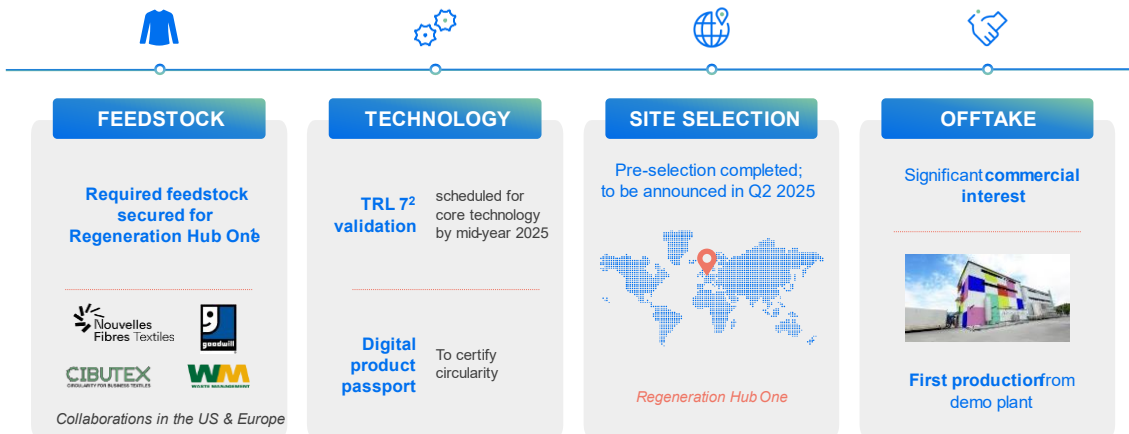 FEEDSTOCK
Required feedstock
secured for
Regeneration Hub One¹
Nouvelles
Fibres Textiles
goodwill
CIBUTEX
CIRCULARITY FOR BUSINESS TEXTILES
WM
WASTE MANAGEMENT
Collaborations in the US & Europe
TECHNOLOGY
TRL 7²
validation
scheduled for
core technology
by mid-year 2025
Digital
product
passport
To certify
circularity
SITE SELECTION
Pre-selection completed;
to be announced in Q2 2025
Regeneration Hub One
OFFTAKE
Significant commercial
interest
First production from
demo plant